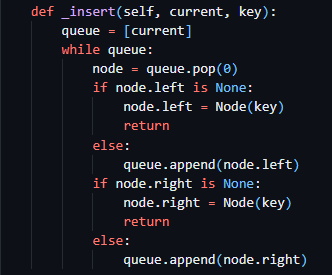 def _insert(self, current, key):
    queue = [current]
    while queue:
        node = queue.pop(0)
        if node.left is None:
            node.left = Node(key)
            return
        else:
            queue.append(node.left)
        if node.right is None:
            node.right = Node(key)
            return
        else:
            queue.append(node.right)